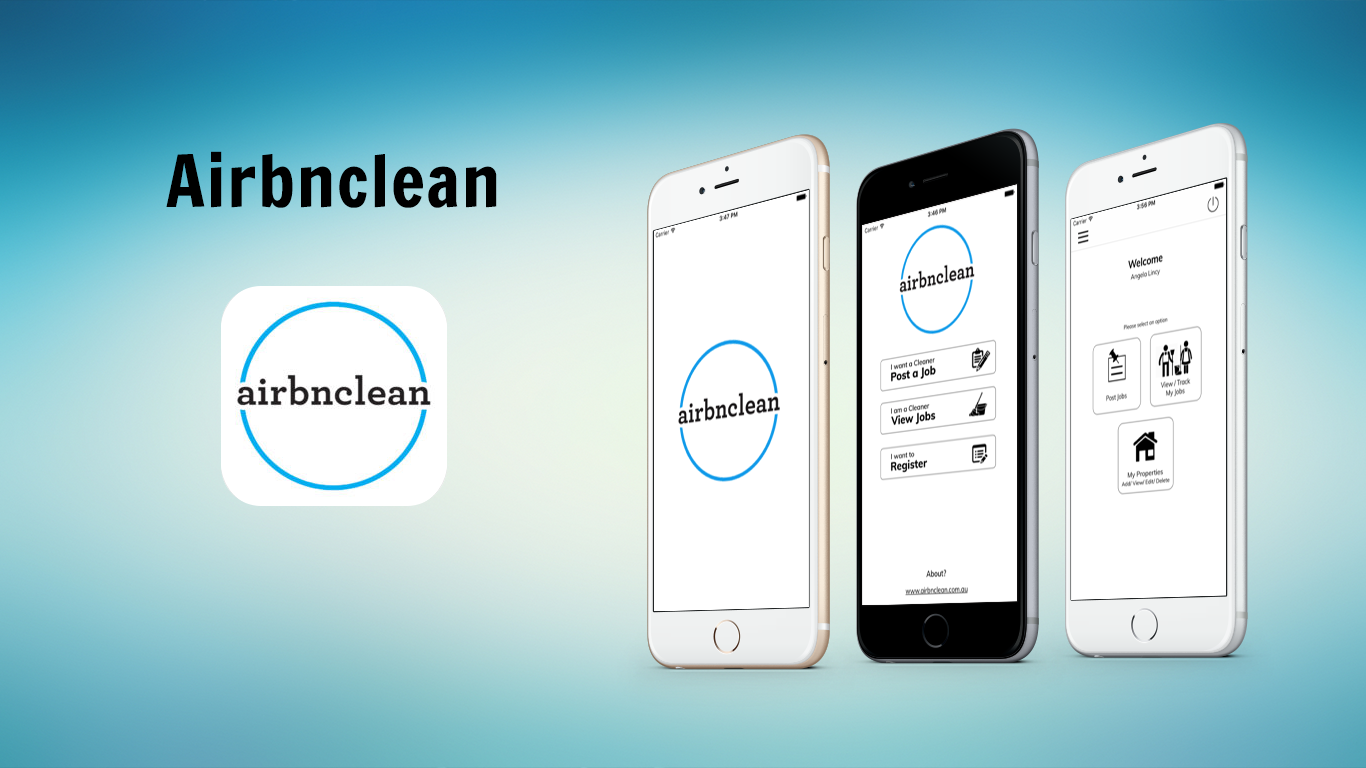 Airbnclean
airbnclean
Carrier
3:47 PM
airbnclean
Carrier
3:46 PM
airbnclean
I want a Cleaner
Post a Job
I am a Cleaner
View Jobs
I want to
Register
About?
www.airbnclean.com.au
Carrier
3:56 PM
Welcome
Angela Lincy
Please select an option
Post Jobs
View / Track
My Jobs
My Properties
Add/ View/ Edit/ Delete